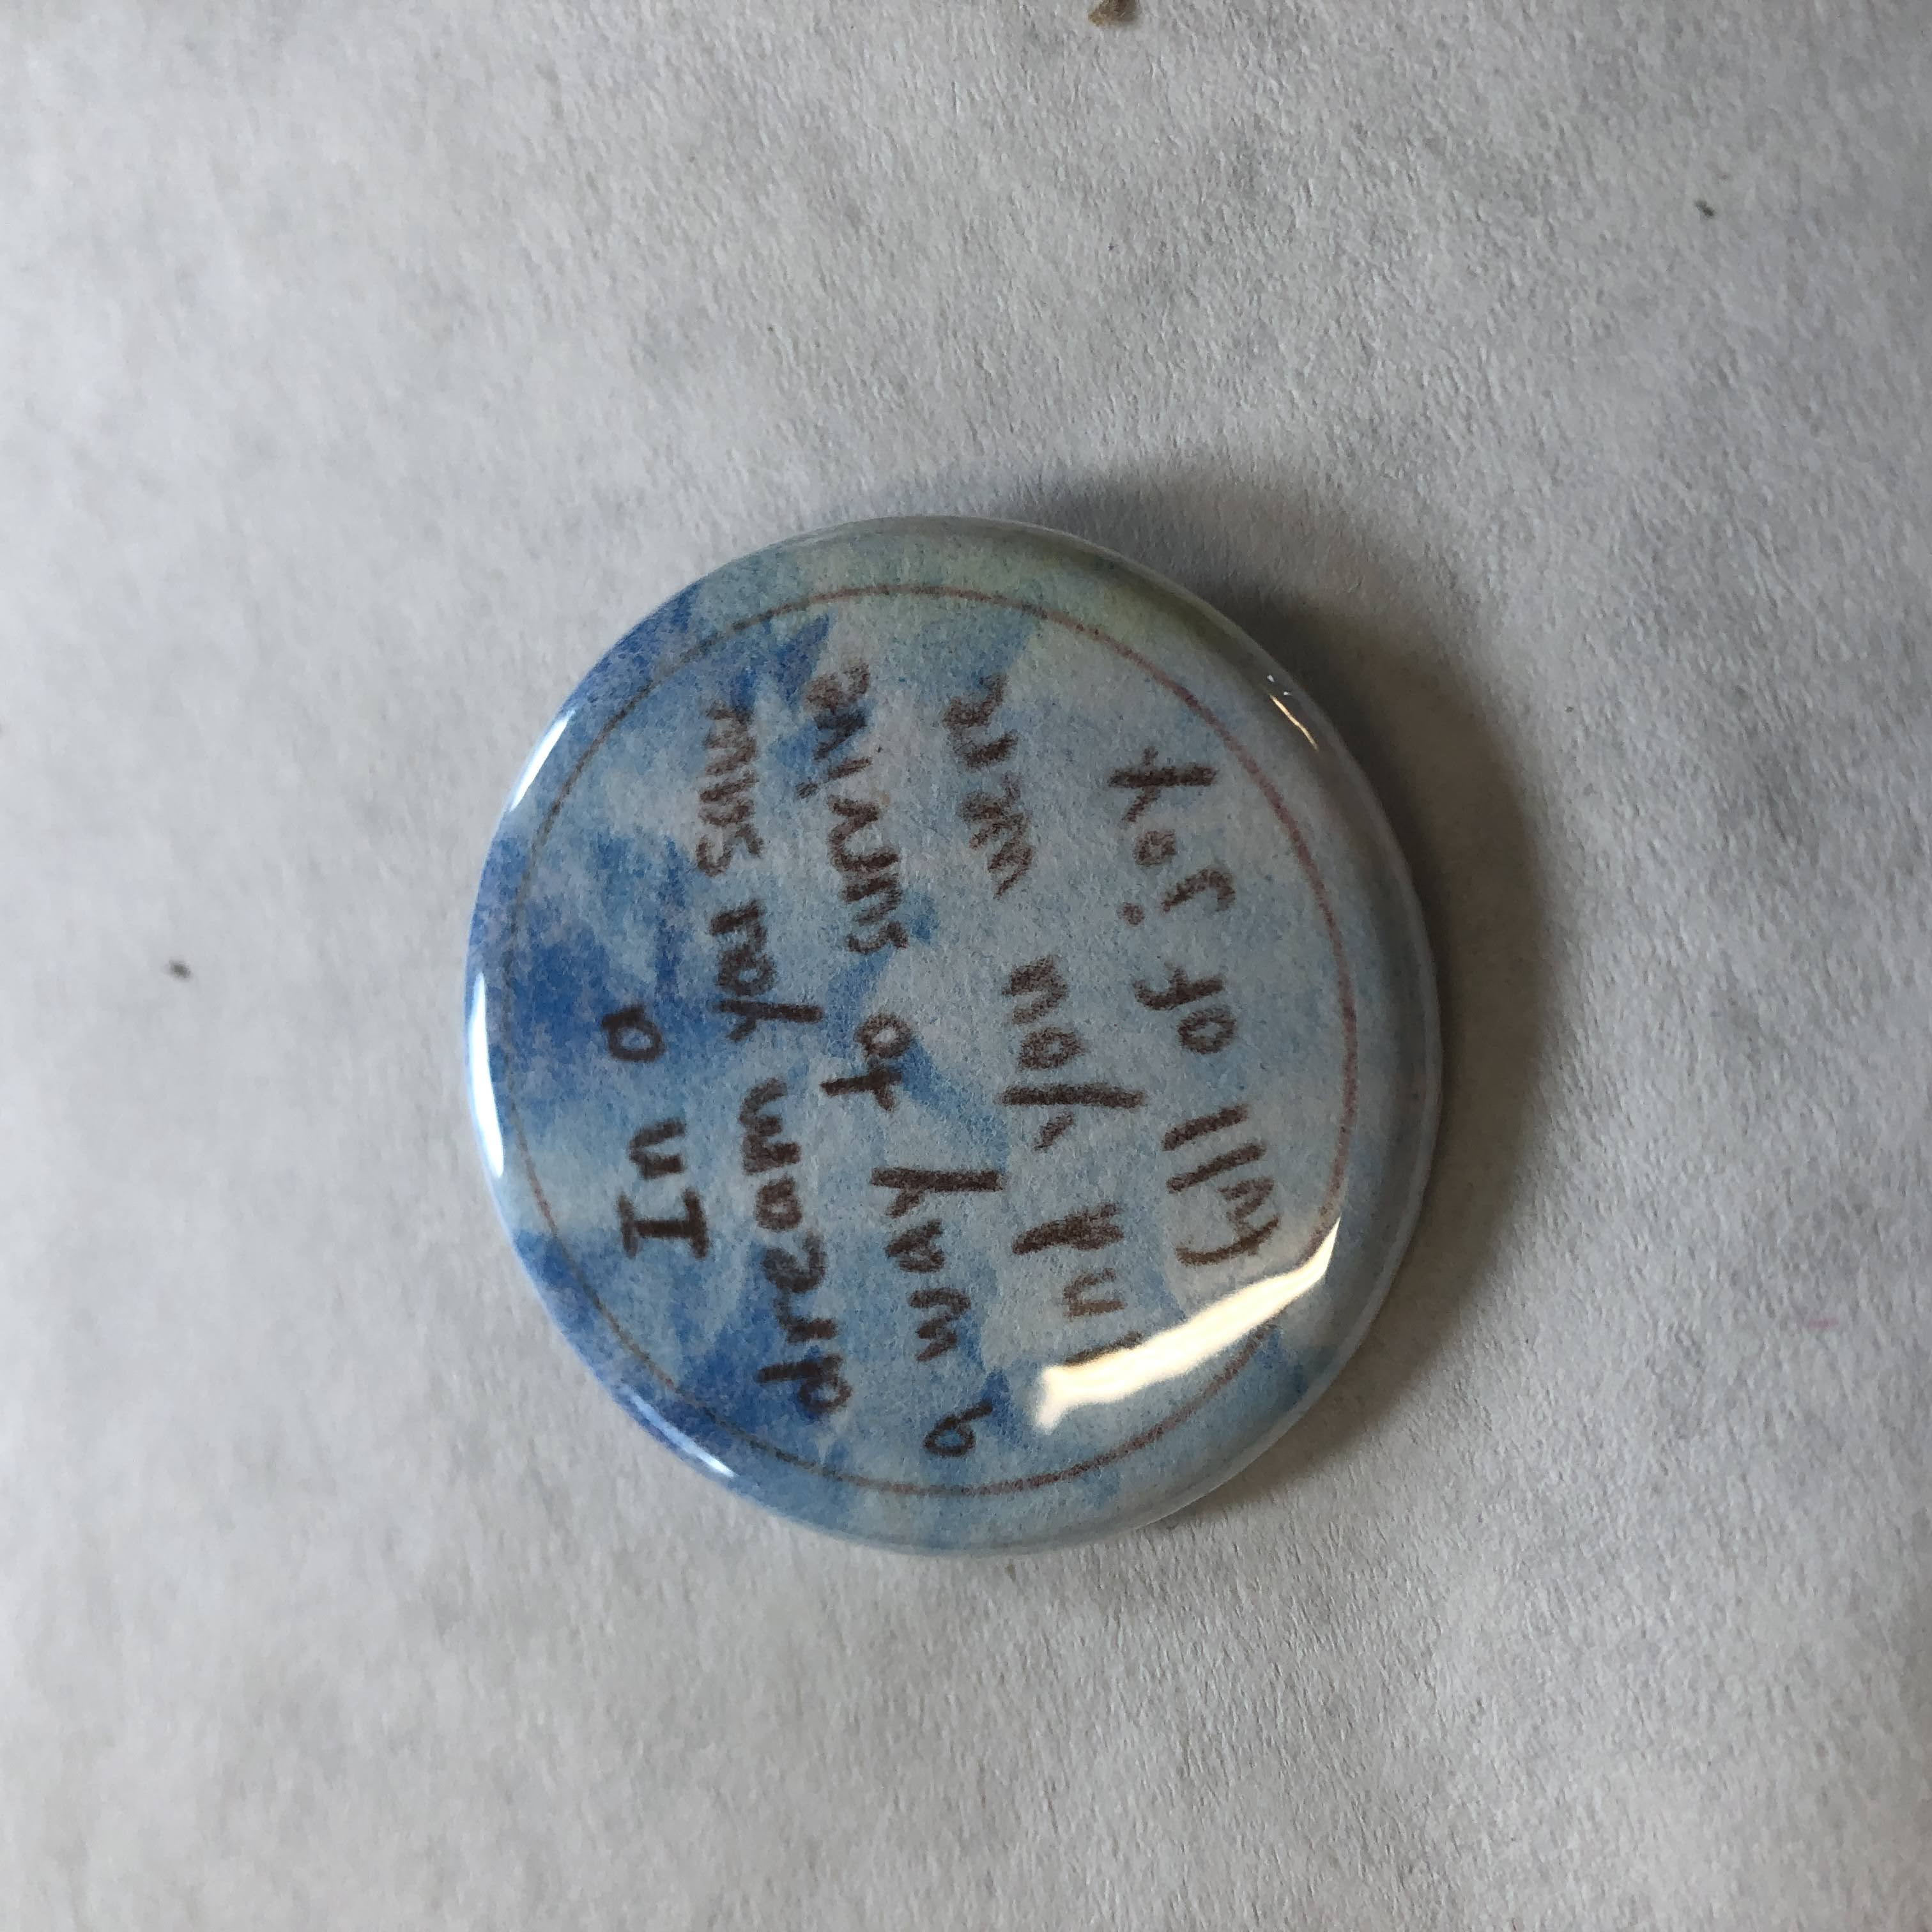 In a
dream you saw
a way to survive
and you were
full of joy